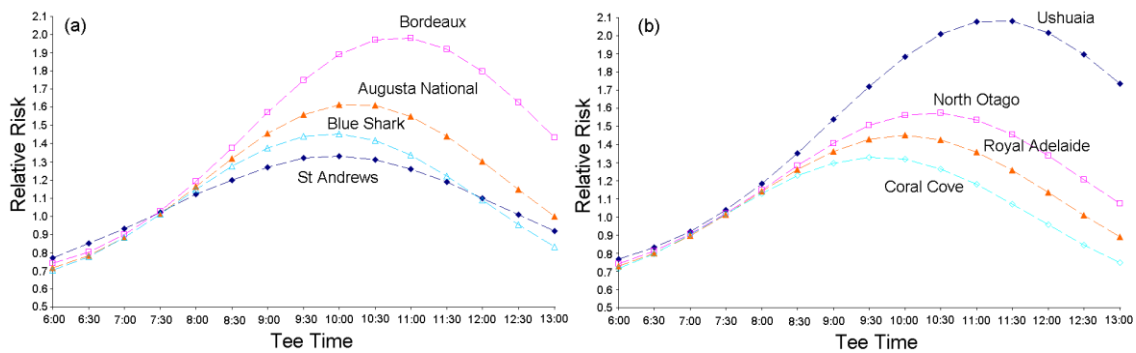 (a)
Relative Risk
2.1
2.0
1.9
1.8
1.7
1.6
1.5
1.4
1.3
1.2
1.1
1.0
0.9
0.8
0.7
0.6
0.5
Bordeaux
Augusta National
Blue Shark
St Andrews
6:00 6:30 7:00 7:30 8:00 8:30 9:00 9:30 10:00 10:30 11:00 11:30 12:00 12:30 13:00
Tee Time
(b)
Relative Risk
2.1
2.0
1.9
1.8
1.7
1.6
1.5
1.4
1.3
1.2
1.1
1.0
0.9
0.8
0.7
0.6
0.5
Ushuaia
North Otago
Royal Adelaide
Coral Cove
6:00 6:30 7:00 7:30 8:00 8:30 9:00 9:30 10:00 10:30 11:00 11:30 12:00 12:30 13:00
Tee Time